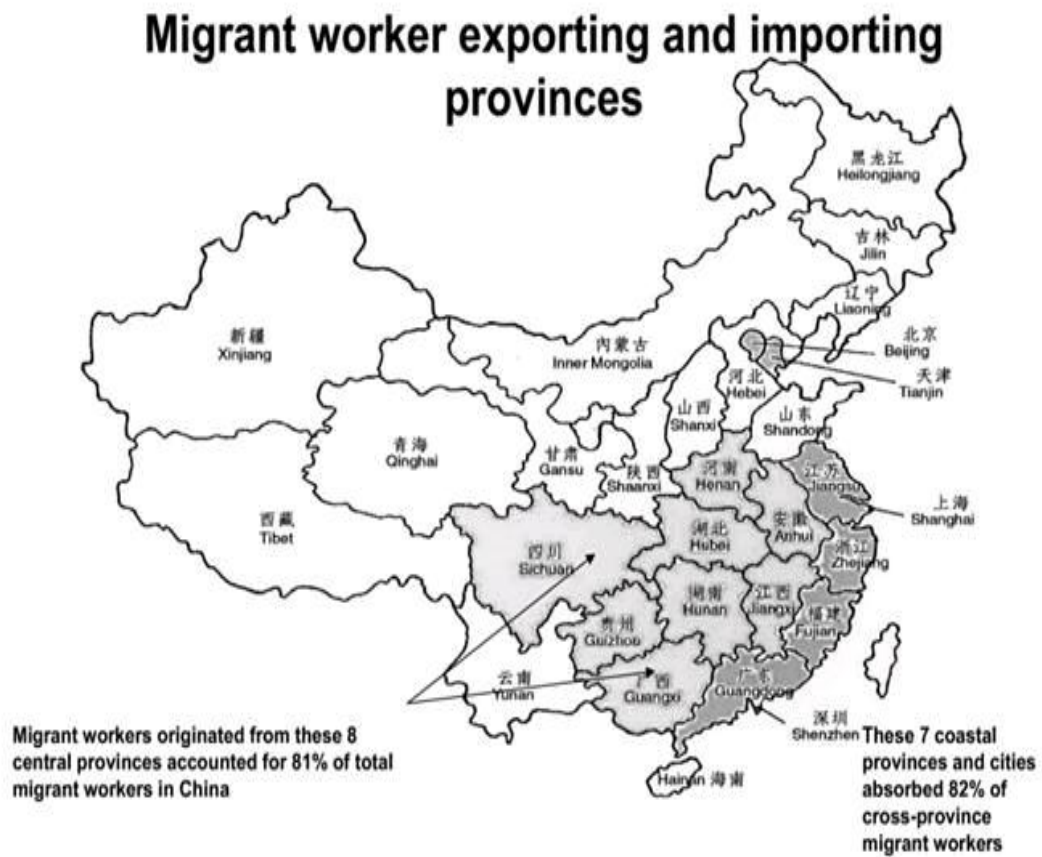 Migrant worker exporting and importing
provinces
黑龙江
Heilongjiang
吉林
Jilin
辽宁
Liaoning
北京
Beijing
天津
Tianjin
新疆
Xinjiang
内蒙古
Inner Mongolia
河北
Hebei
山西
Shanxi
山东
Shandong
青海
Qinghai
甘肃
Gansu
陕西
Shaanxi
河南
Henan
江苏
Jiangsu
上海
Shanghai
西藏
Tibet
四川
Sichuan
湖北
Hubei
安徽
Anhui
浙江
Zhejiang
湖南
Hunan
江西
Jiangxi
贵州
Guizhou
福建
Fujian
云南
Yunan
广西
Guangxi
广东
Guangdong
深圳
Shenzhen
Hainan 海南
Migrant workers originated from these 8
central provinces accounted for 81% of total
migrant workers in China
These 7 coastal
provinces and cities
absorbed 82% of
cross-province
migrant workers